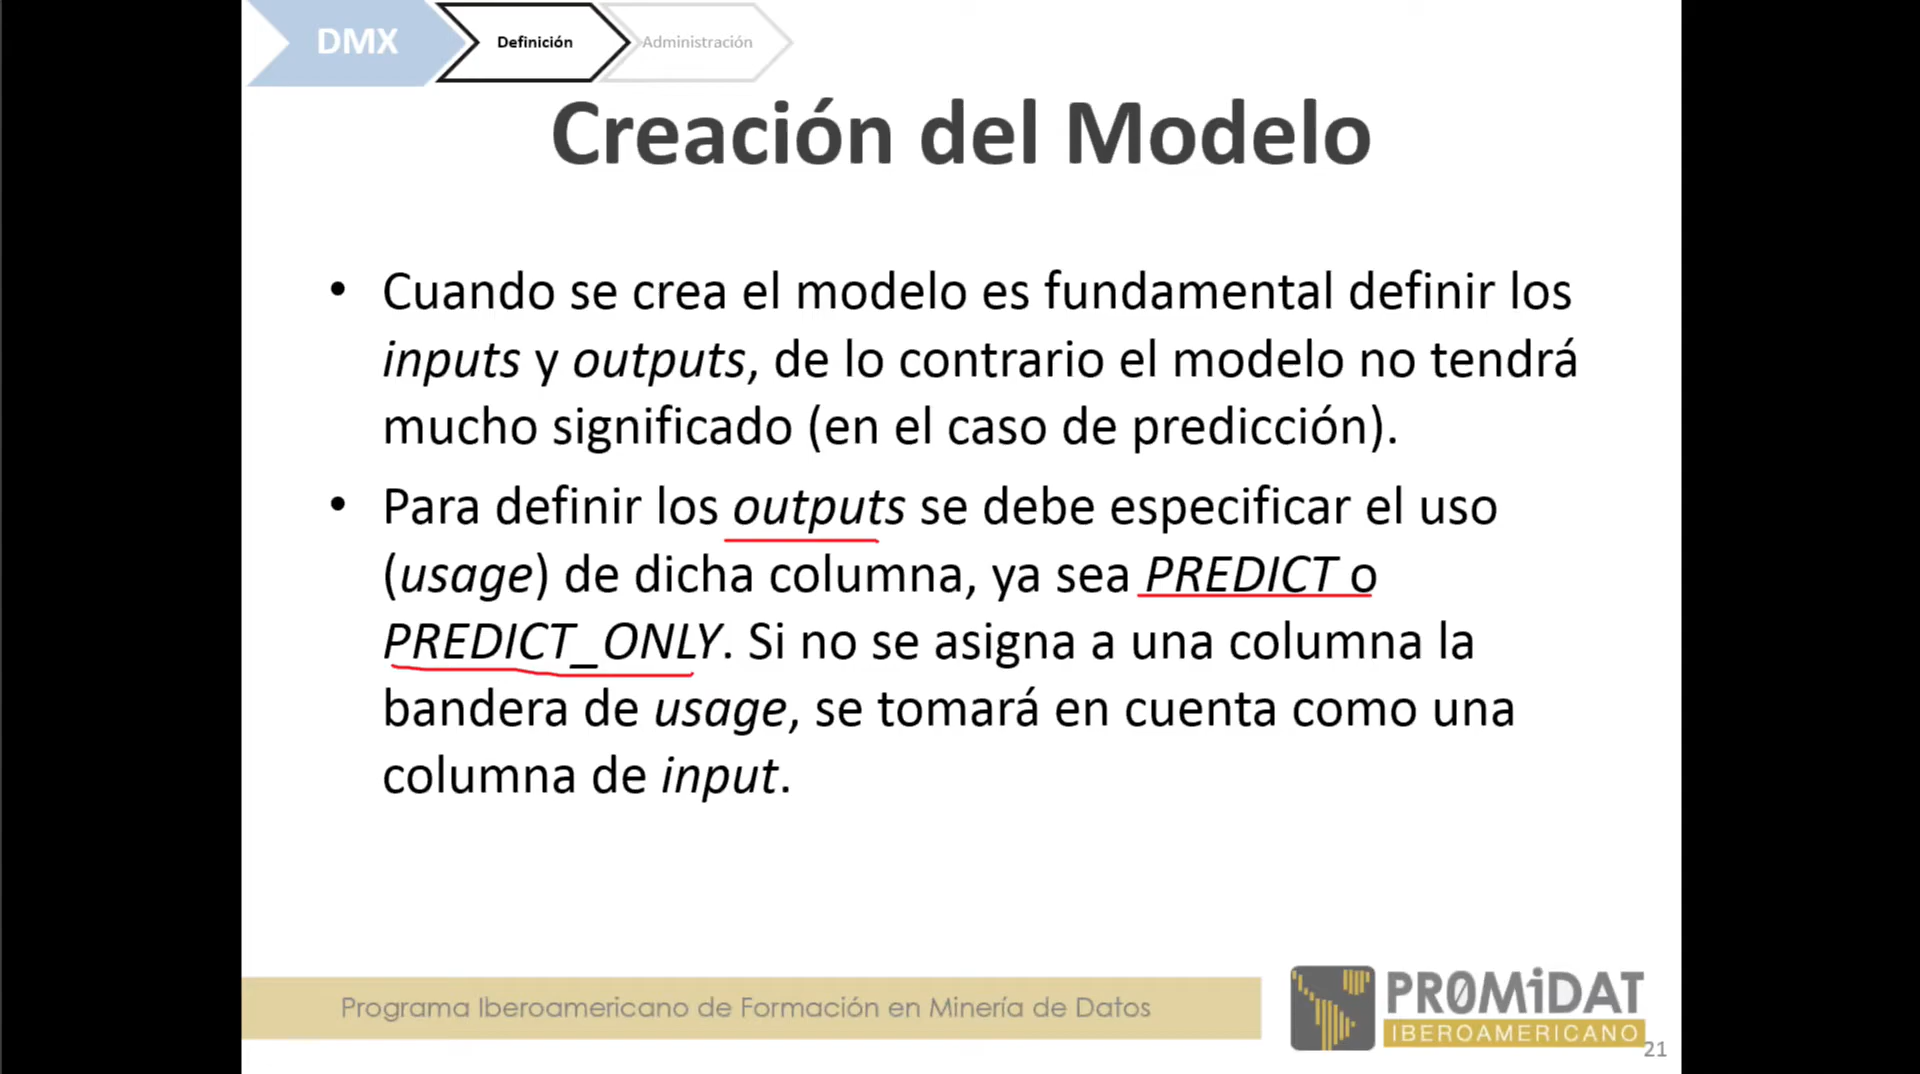 DMX
Definición
Administración
Creación del Modelo
• Cuando se crea el modelo es fundamental definir los
inputs y outputs, de lo contrario el modelo no tendrá
mucho significado (en el caso de predicción).
• Para definir los outputs se debe especificar el uso
(usage) de dicha columna, ya sea PREDICT o
PREDICT_ONLY. Si no se asigna a una columna la
bandera de usage, se tomará en cuenta como una
columna de input.
Programa Iberoamericano de Formación en Minería de Datos
PR0MiDAT
IBEROAMERICANO
21